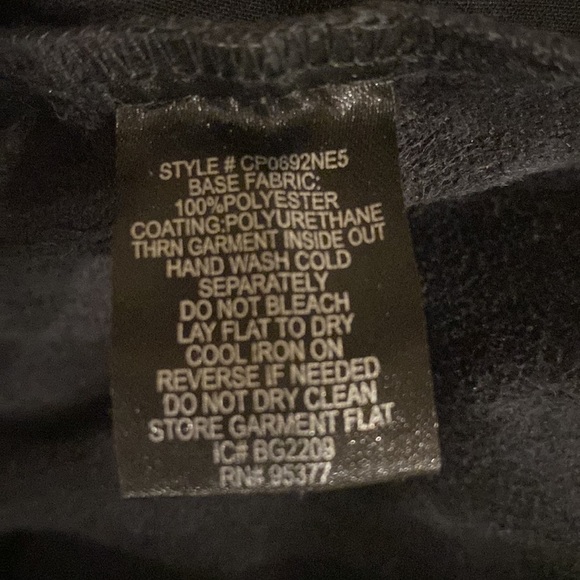 STYLE # CP0692NE5
BASE FABRIC:
100%POLYESTER
COATING:POLYURETHANE
THRN GARMENT INSIDE OUT
HAND WASH COLD
SEPARATELY
DO NOT BLEACH
LAY FLAT TO DRY
COOL IRON ON
REVERSE IF NEEDED
DO NOT DRY CLEAN
STORE GARMENT FLAT
IC# BG2209
RN# 95377